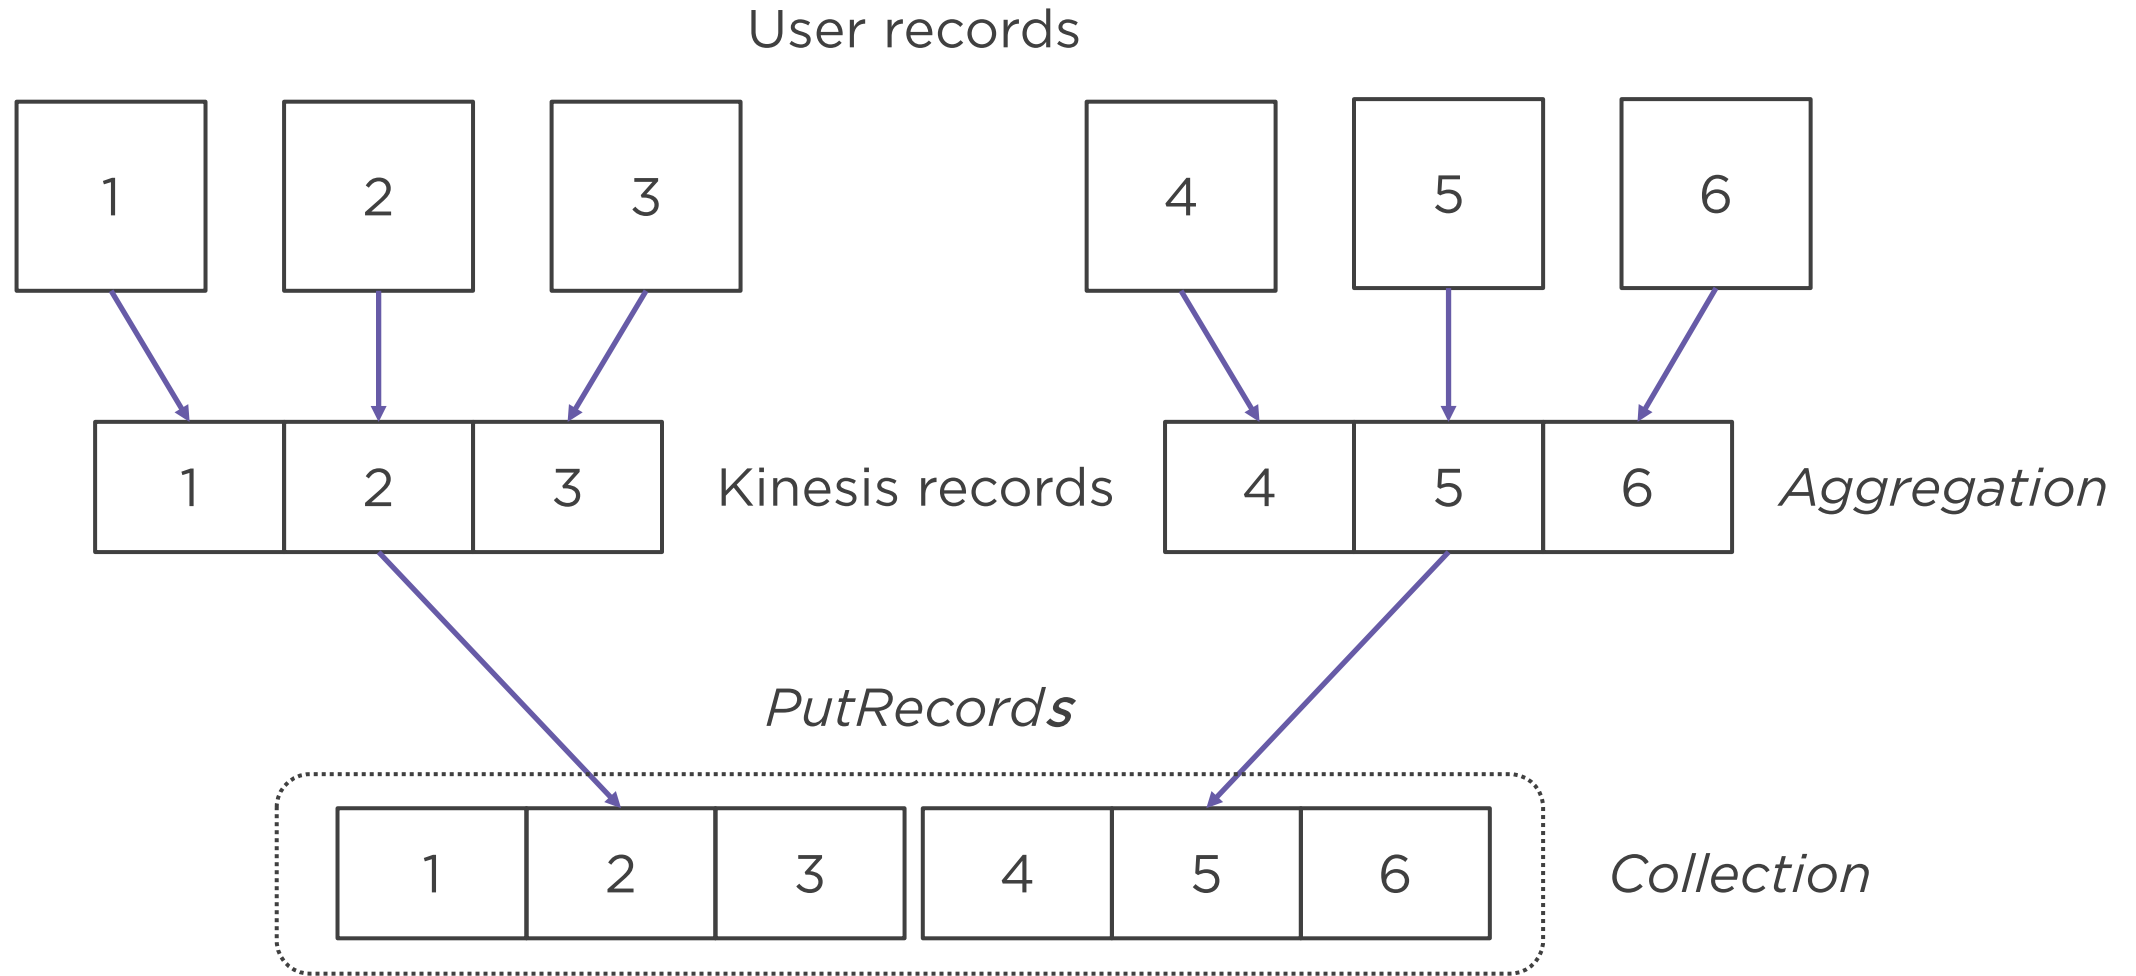 User records
1 2 3 4 5 6
1 2 3 Kinesis records 4 5 6 Aggregation
PutRecords
1 2 3 4 5 6 Collection